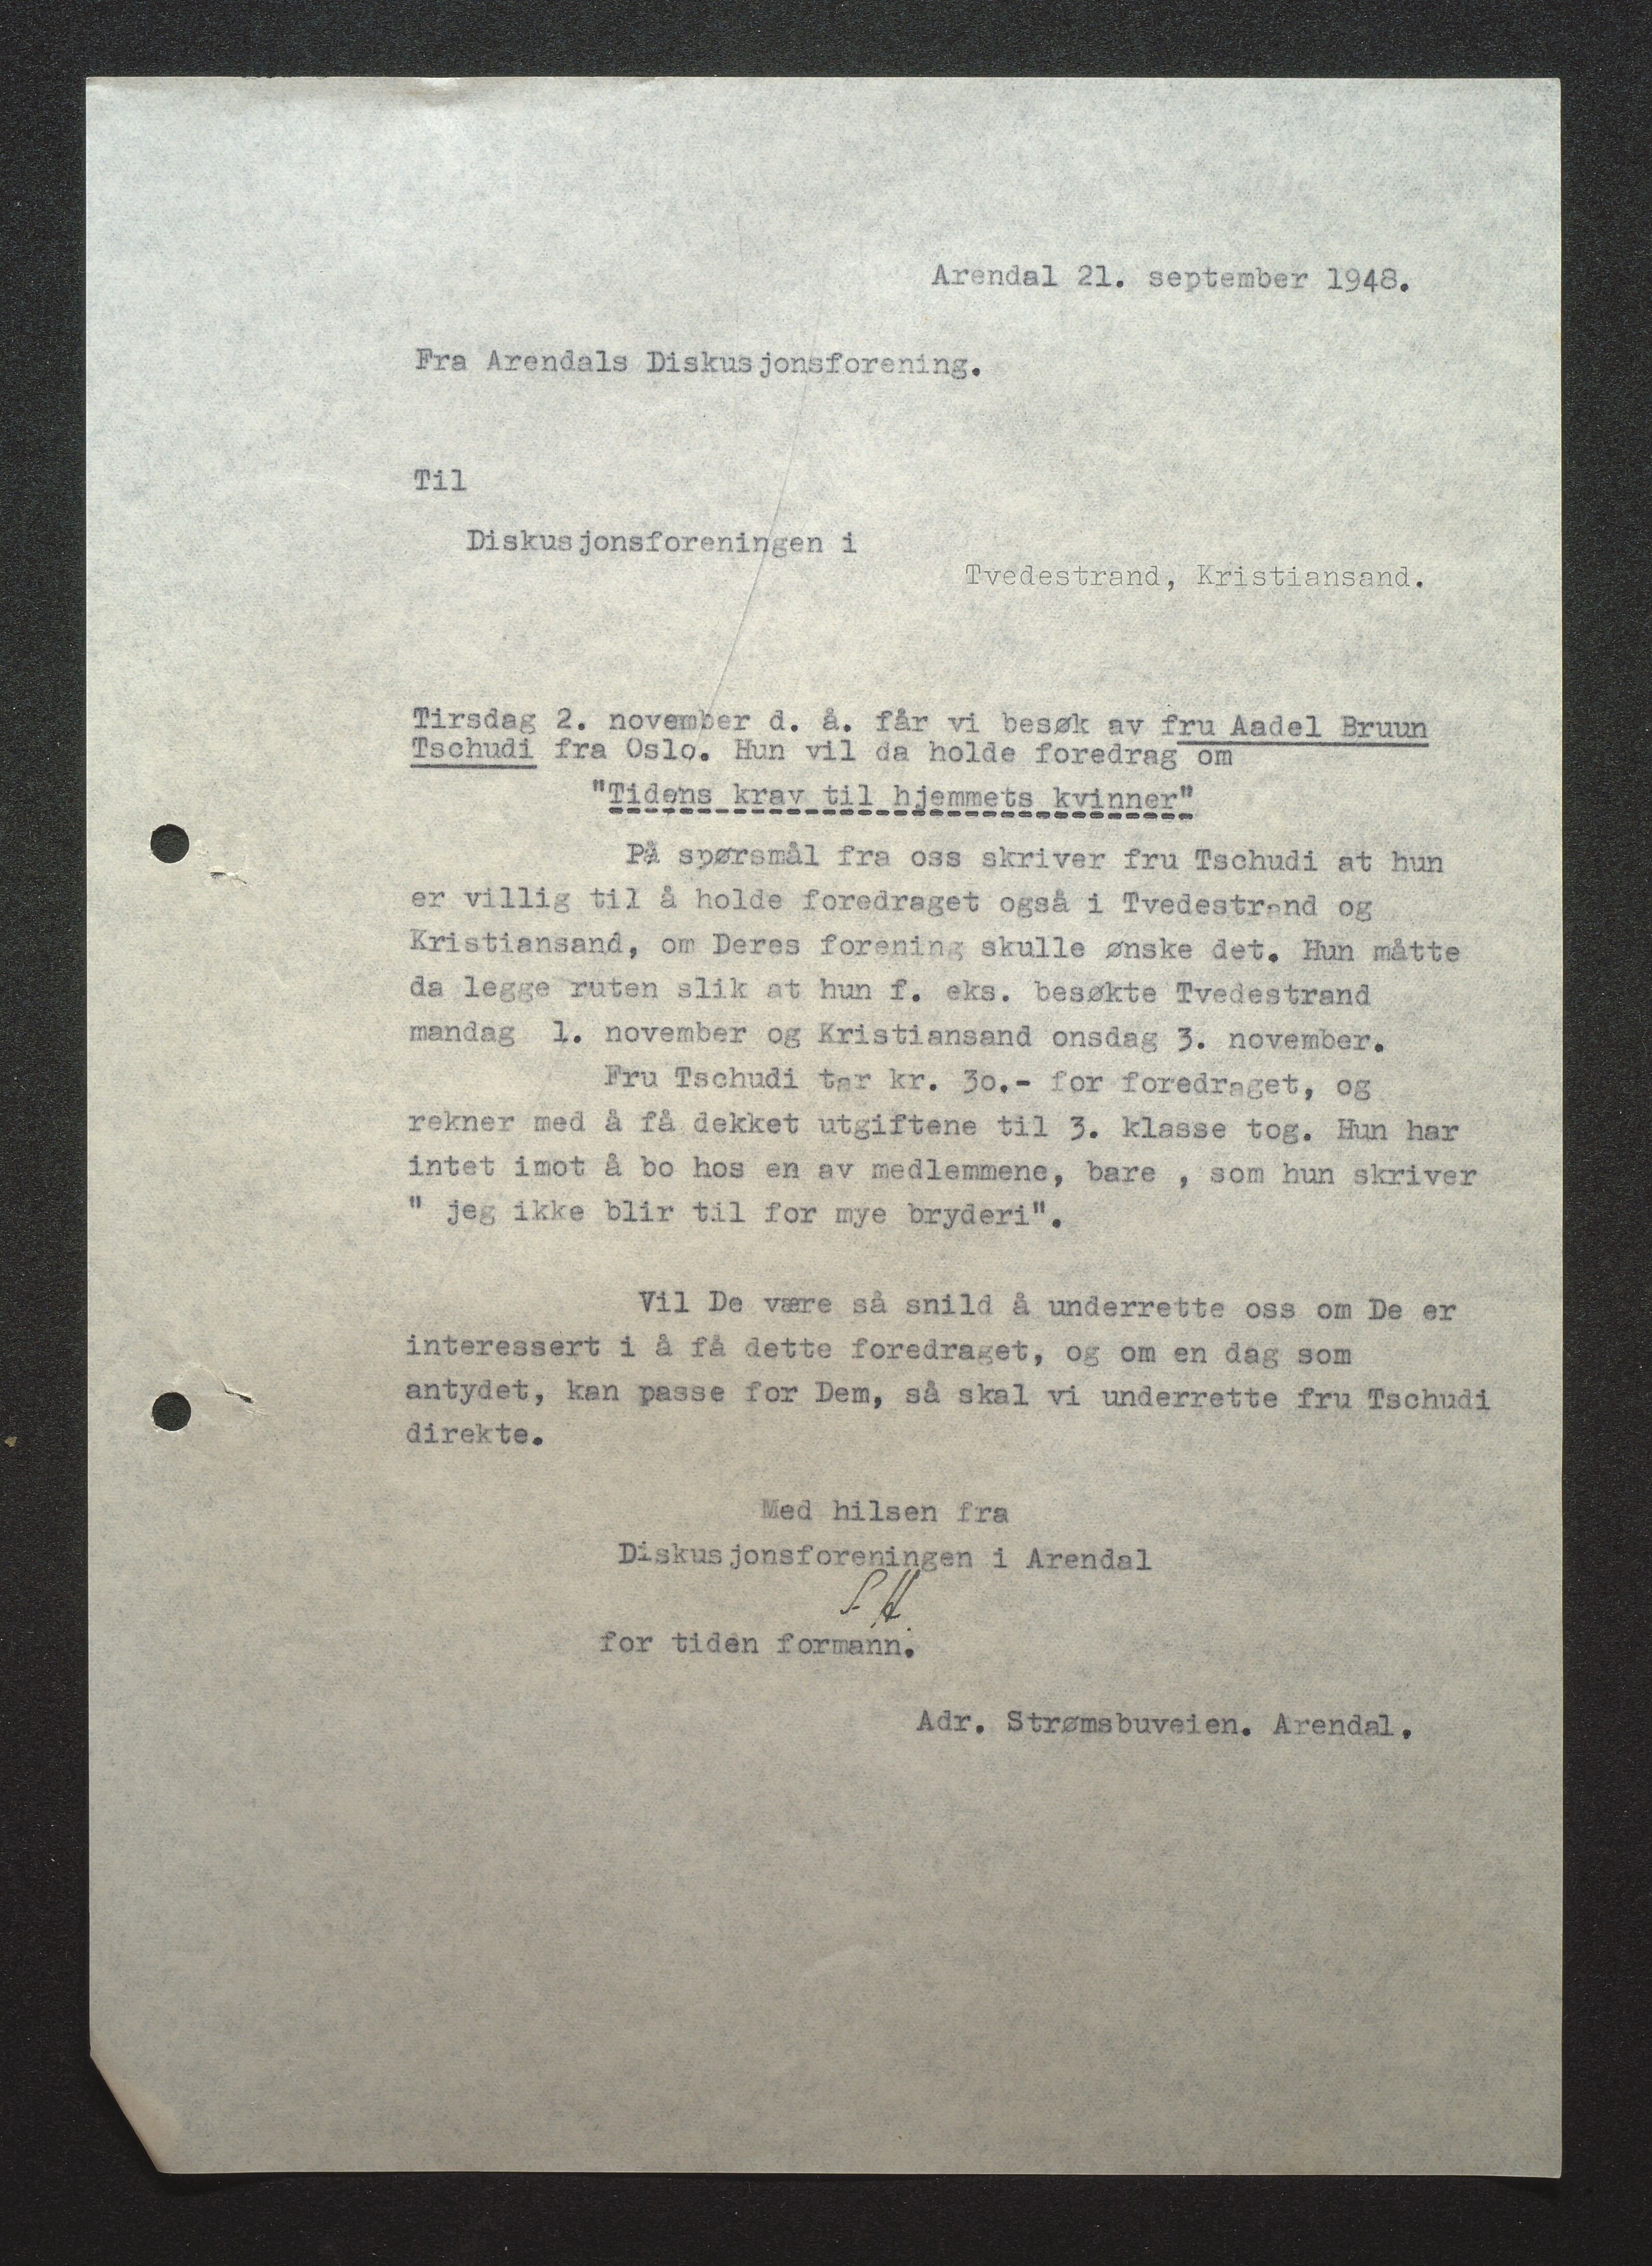 Arendal 21. september 1948.
Fra Arendals Diskusjonsforening.
Til
Diskusjonsforeningen i
Tvedestrand, Kristiansand.
Tirsdag 2. november d. å. får vi besøk av fru Aadel Bruun
Tschudi fra Oslo. Hun vil da holde foredrag om
"Tidens krav til hjemmets kvinner"
På spørsmål fra oss skriver fru Tschudi at hun
er villig til å holde foredraget også i Tvedestrand og
Kristiansand, om Deres forening skulle ønske det. Hun måtte
da legge ruten slik at hun f. eks. besøkte Tvedestrand
mandag 1. november og Kristiansand onsdag 3. november.
Fru Tschudi tar kr. 3o.- for foredraget, og
rekner med å få dekket utgiftene til 3. klasse tog. Hun har
intet imot å bo hos en av medlemmene, bare , som hun skriver
" jeg ikke blir til for mye bryderi".
Vil De være så snild å underrette oss om De er
interessert i å få dette foredraget, og om en dag som
antydet, kan passe for Dem, så skal vi underrette fru Tschudi
direkte.
Med hilsen fra
Diskusjonsforeningen i Arendal
S. H.
for tiden formann.
Adr. Strømsbuveien. Arendal.